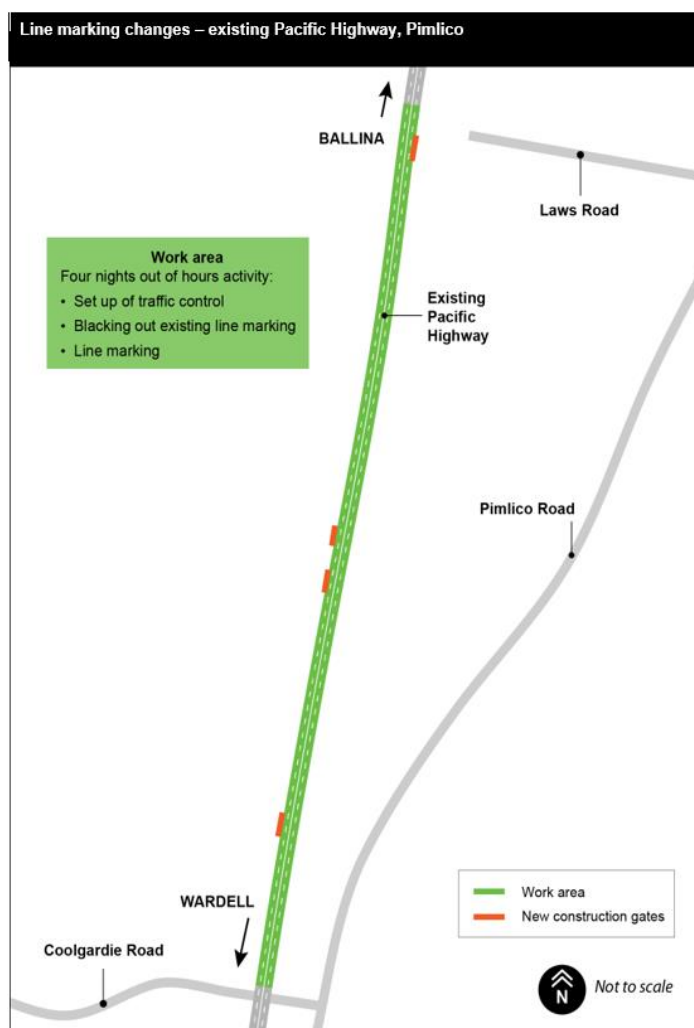 Line marking changes – existing Pacific Highway, Pimlico
BALLINA
Laws Road
Work area
Four nights out of hours activity:
• Set up of traffic control
• Blacking out existing line marking
• Line marking
Existing
Pacific
Highway
Pimlico Road
WARDELL
Coolgardie Road
Work area
New construction gates
N
Not to scale